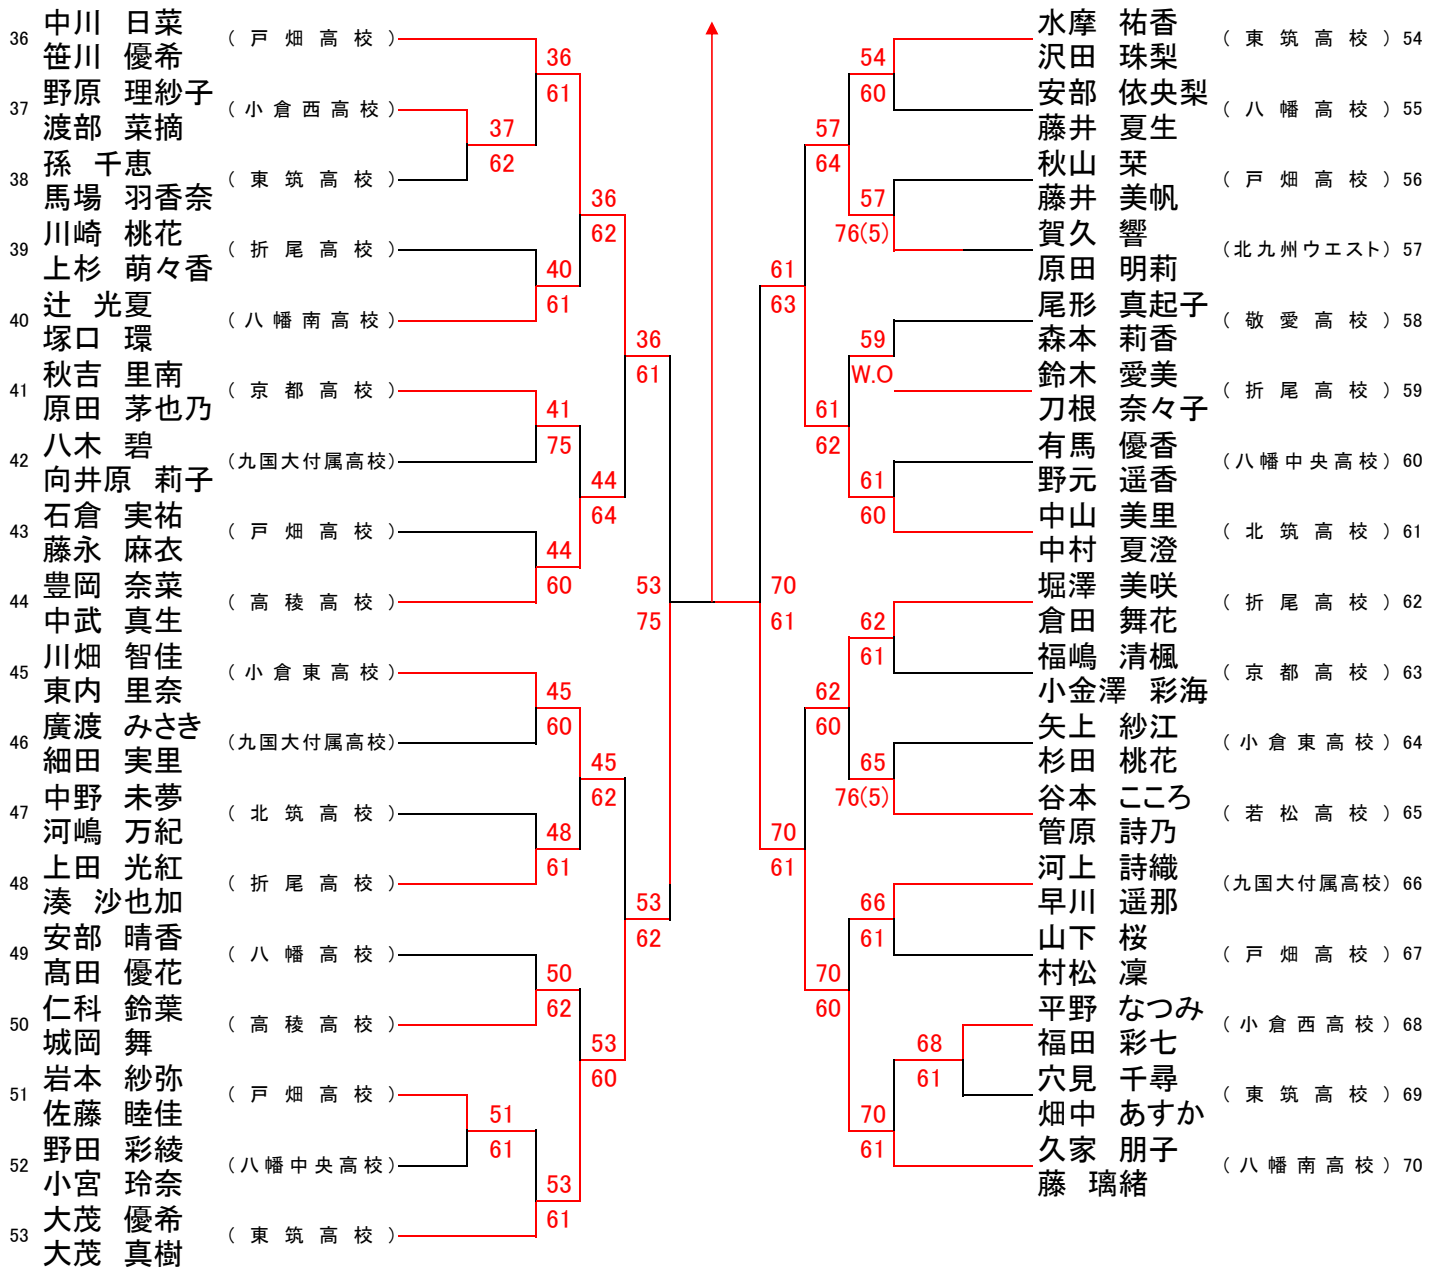 36 中川 日菜 (戸畑高校)
笹川 優希
37 野原 理紗子 (小倉西高校)
渡部 菜摘
38 孫 千恵 (東筑高校)
馬場 羽香奈
39 川崎 桃花 (折尾高校)
上杉 萌々香
40 辻 光夏 (八幡南高校)
塚口 環
41 秋吉 里南 (京都高校)
原田 茅也乃
42 八木 碧 (九国大付属高校)
向井原 莉子
43 石倉 実祐 (戸畑高校)
藤永 麻衣
44 豊岡 奈菜 (高稜高校)
中武 真生
45 川畑 智佳 (小倉東高校)
東内 里奈
46 廣渡 みさき (九国大付属高校)
細田 実里
47 中野 未夢 (北筑高校)
河嶋 万紀
48 上田 光紅 (折尾高校)
湊 沙也加
49 安部 晴香 (八幡高校)
髙田 優花
50 仁科 鈴葉 (高稜高校)
城岡 舞
51 岩本 紗弥 (戸畑高校)
佐藤 睦佳
52 野田 彩綾 (八幡中央高校)
小宮 玲奈
53 大茂 優希 (東筑高校)
大茂 真樹
37
62
51
61
36
61
40
61
41
75
44
60
45
60
48
61
50
62
53
61
36
62
44
64
45
62
53
60
36
61
53
62
53
75
70
61
61
63
70
61
57
64
61
62
62
60
70
60
54
60
57
76(5)
59
W.O
61
60
62
61
65
76(5)
66
61
70
61
68
61
水摩 祐香 (東筑高校) 54
沢田 珠梨
安部 依央梨 (八幡高校) 55
藤井 夏生
秋山 栞 (戸畑高校) 56
藤井 美帆
賀久 響 (北九州ウエスト) 57
原田 明莉
尾形 真起子 (敬愛高校) 58
森本 莉香
鈴木 愛美 (折尾高校) 59
刀根 奈々子
有馬 優香 (八幡中央高校) 60
野元 遥香
中山 美里 (北筑高校) 61
中村 夏澄
堀澤 美咲 (折尾高校) 62
倉田 舞花
福嶋 清楓 (京都高校) 63
小金澤 彩海
矢上 紗江 (小倉東高校) 64
杉田 桃花
谷本 こころ (若松高校) 65
管原 詩乃
河上 詩織 (九国大付属高校) 66
早川 遥那
山下 桜 (戸畑高校) 67
村松 凜
平野 なつみ (小倉西高校) 68
福田 彩七
穴見 千尋 (東筑高校) 69
畑中 あすか
久家 朋子 (八幡南高校) 70
藤 璃緒